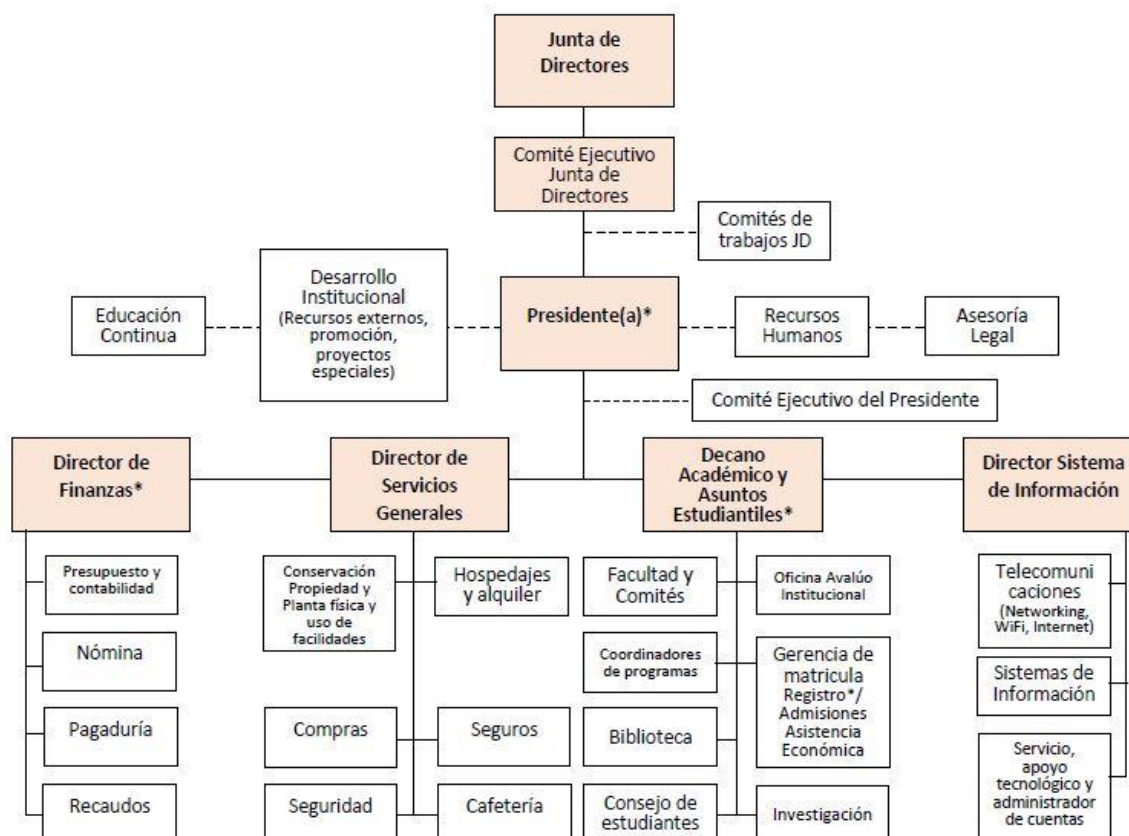 Junta de
Directores
Comité Ejecutivo
Junta de
Directores
Comités de
trabajos JD
Educación
Continua
Desarrollo
Institucional
(Recursos externos,
promoción,
proyectos
especiales)
Presidente(a)*
Recursos
Humanos
Asesoría
Legal
Comité Ejecutivo del Presidente
Director de
Finanzas*
Director de
Servicios
Generales
Decano
Académico y
Asuntos
Estudiantiles*
Director Sistema
de Información
Presupuesto y
contabilidad
Nómina
Pagaduría
Recaudos
Conservación
Propiedad y
Planta física y
uso de
facilidades
Hospedajes
y alquiler
Compras
Seguros
Seguridad
Cafetería
Facultad y
Comités
Oficina Avalúo
Institucional
Coordinadores
de programas
Gerencia de
matricula
Registro*/
Admisiones
Asistencia
Económica
Biblioteca
Consejo de
estudiantes
Investigación
Telecomuni
caciones
(Networking,
WiFi, Internet)
Sistemas de
Información
Servicio,
apoyo
tecnológico y
administrador
de cuentas